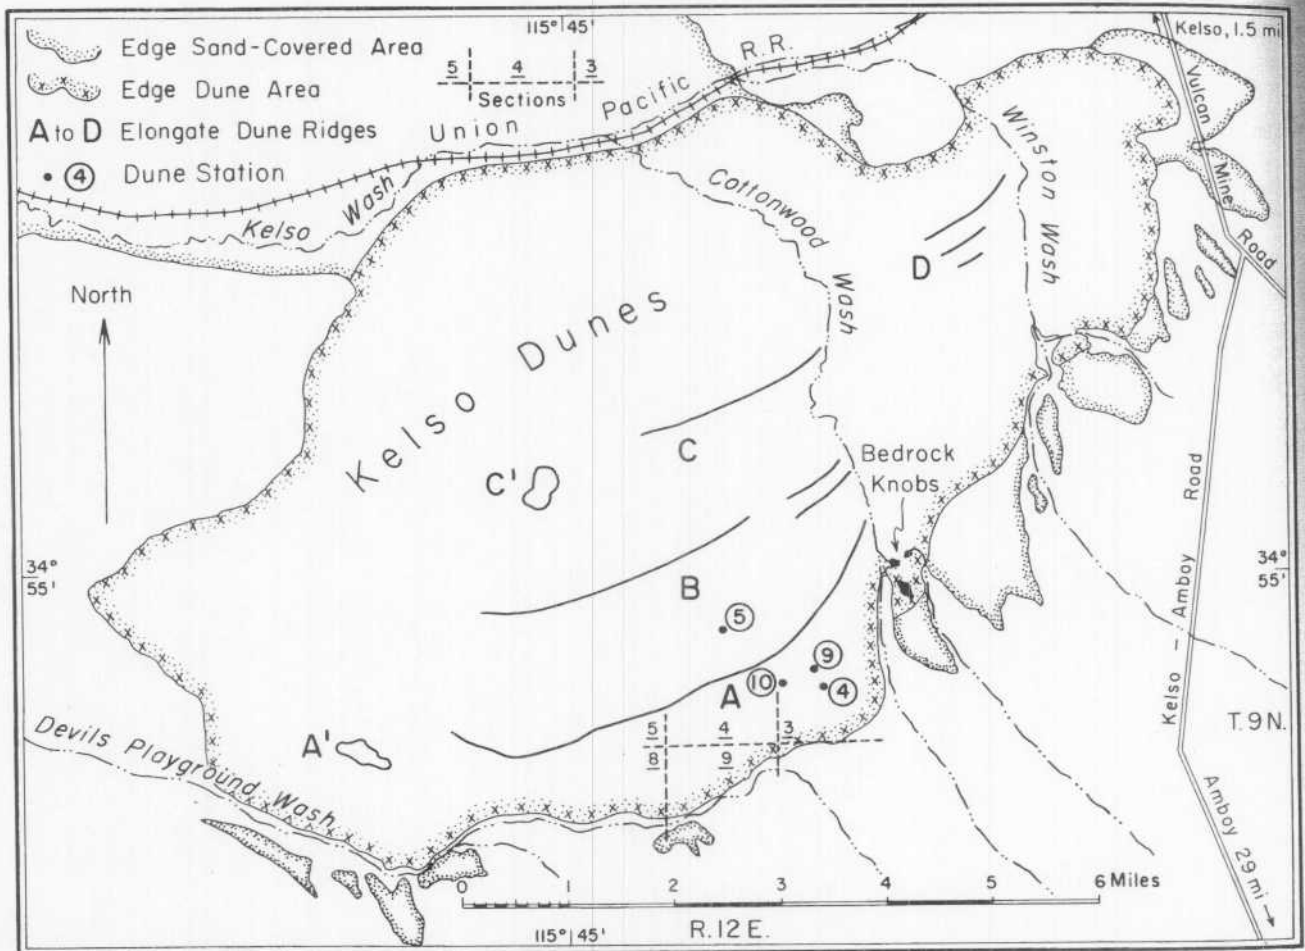 115° 45'
Kelso, 1.5 mi
Edge Sand-Covered Area
Edge Dune Area
A to D Elongate Dune Ridges
④ Dune Station
5 4 3
Sections
Union Pacific R.R.
Vulcan Mine Road
Kelso Wash
Cottonwood Wash
Winston Wash
North
D
Kelso Dunes
C
C'
Bedrock
Knobs
Kelso — Amboy Road
34°
55'
34°
55'
B
⑤
⑨
⑩
④
A
A'
5 4 3
8 9
T.9N.
Devils Playground Wash
Amboy 29 mi
0 1 2 3 4 5 6 Miles
115° 45'
R.12 E.